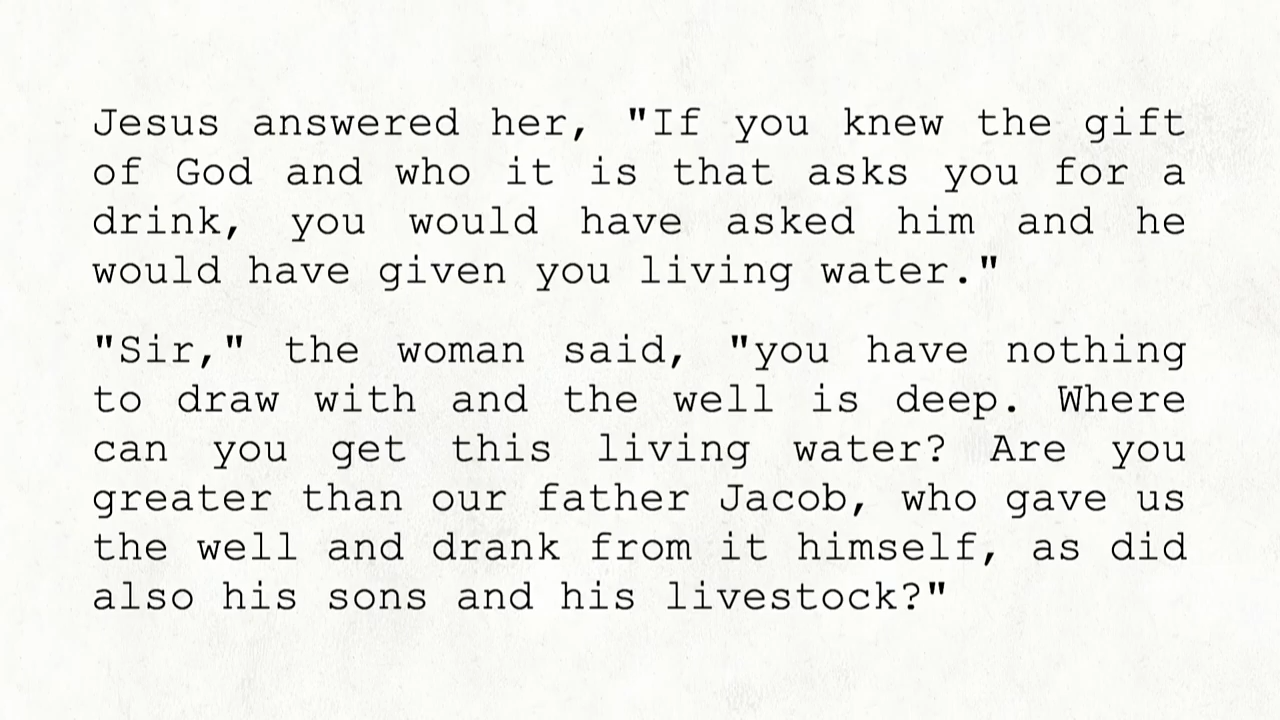 Jesus answered her, "If you knew the gift
of God and who it is that asks you for a
drink, you would have asked him and he
would have given you living water."
"Sir," the woman said, "you have nothing
to draw with and the well is deep. Where
can you get this living water? Are you
greater than our father Jacob, who gave us
the well and drank from it himself, as did
also his sons and his livestock?"